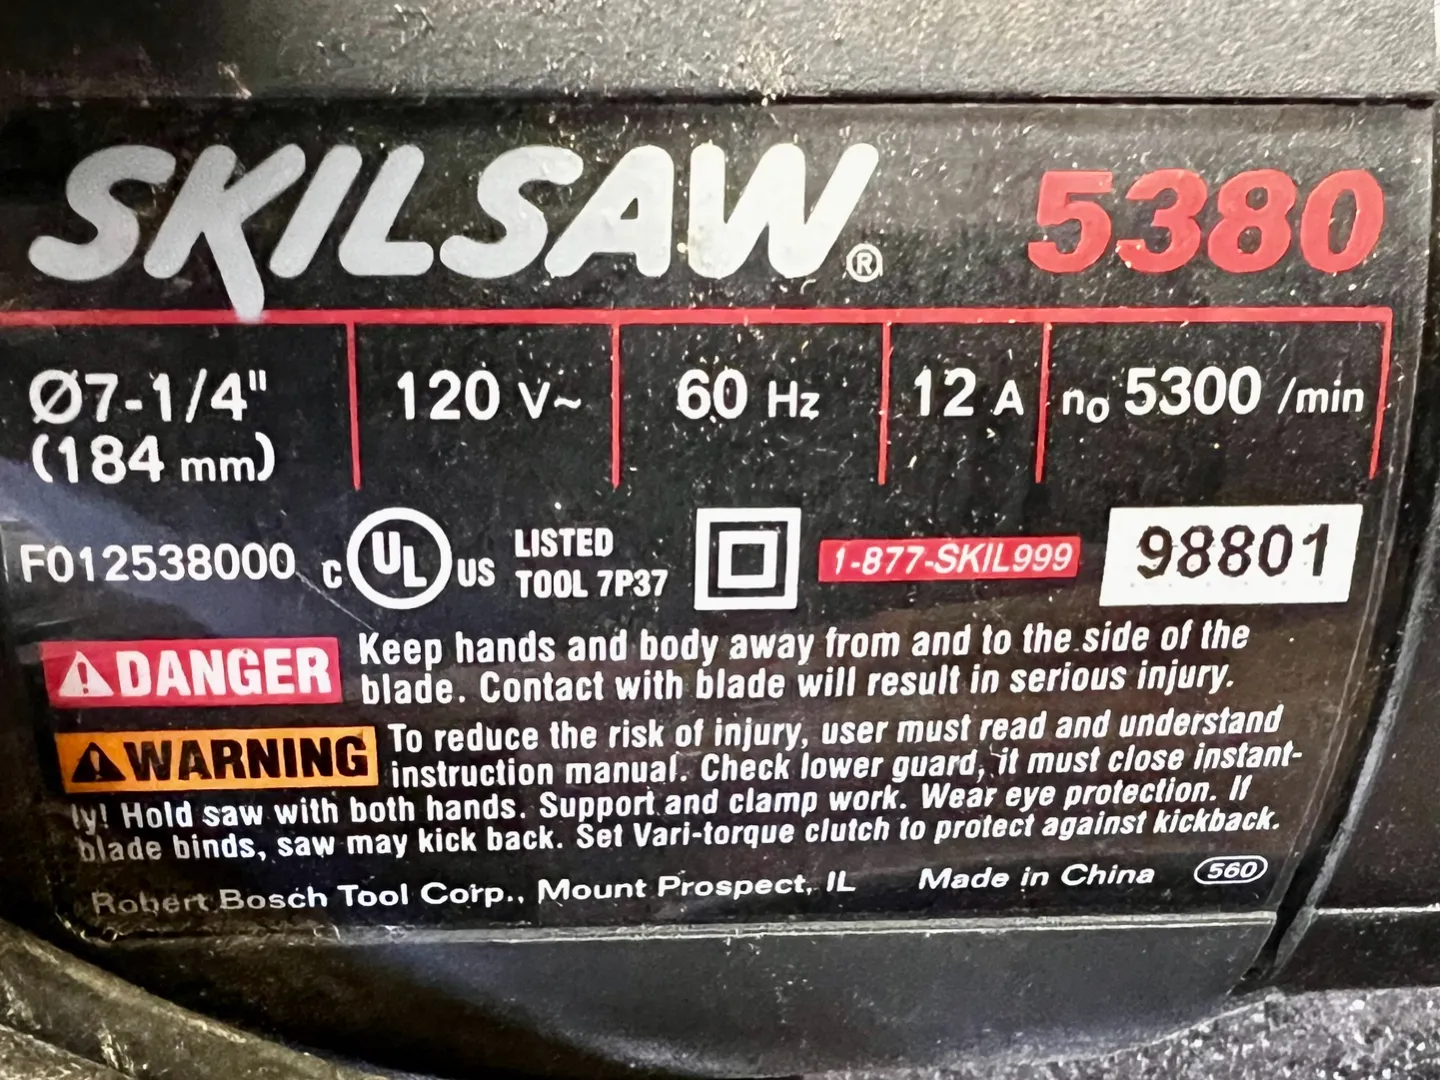 SKILSAW® 5380
Ø7-1/4" 120 V~ 60 Hz 12 A no 5300 /min
(184 mm)
F012538000 C UL US LISTED TOOL 7P37 1-877-SKIL999 98801
DANGER Keep hands and body away from and to the side of the
blade. Contact with blade will result in serious injury.
WARNING To reduce the risk of injury, user must read and understand
instruction manual. Check lower guard, it must close instant-
ly! Hold saw with both hands. Support and clamp work. Wear eye protection. If
blade binds, saw may kick back. Set Vari-torque clutch to protect against kickback.
Robert Bosch Tool Corp., Mount Prospect, IL Made in China 560